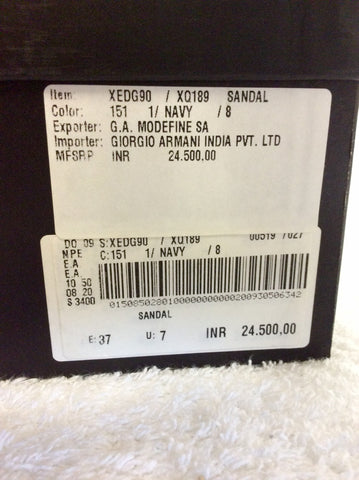 Item: XEDG90 / XQ189 SANDAL
Color: 151 1/ NAVY / 8
Exporter: G.A. MODEFINE SA
Importer: GIORGIO ARMANI INDIA PVT. LTD
MFSRP INR 24.500.00
DO 09 S:XEDG90 / XQ189 00519 /027
NPE C:151 1/ NAVY / 8
E.A
E.A.
10 50
08 20
S 3400 01508502801000000000000200930506342
SANDAL
E: 37 U: 7 INR 24.500.00